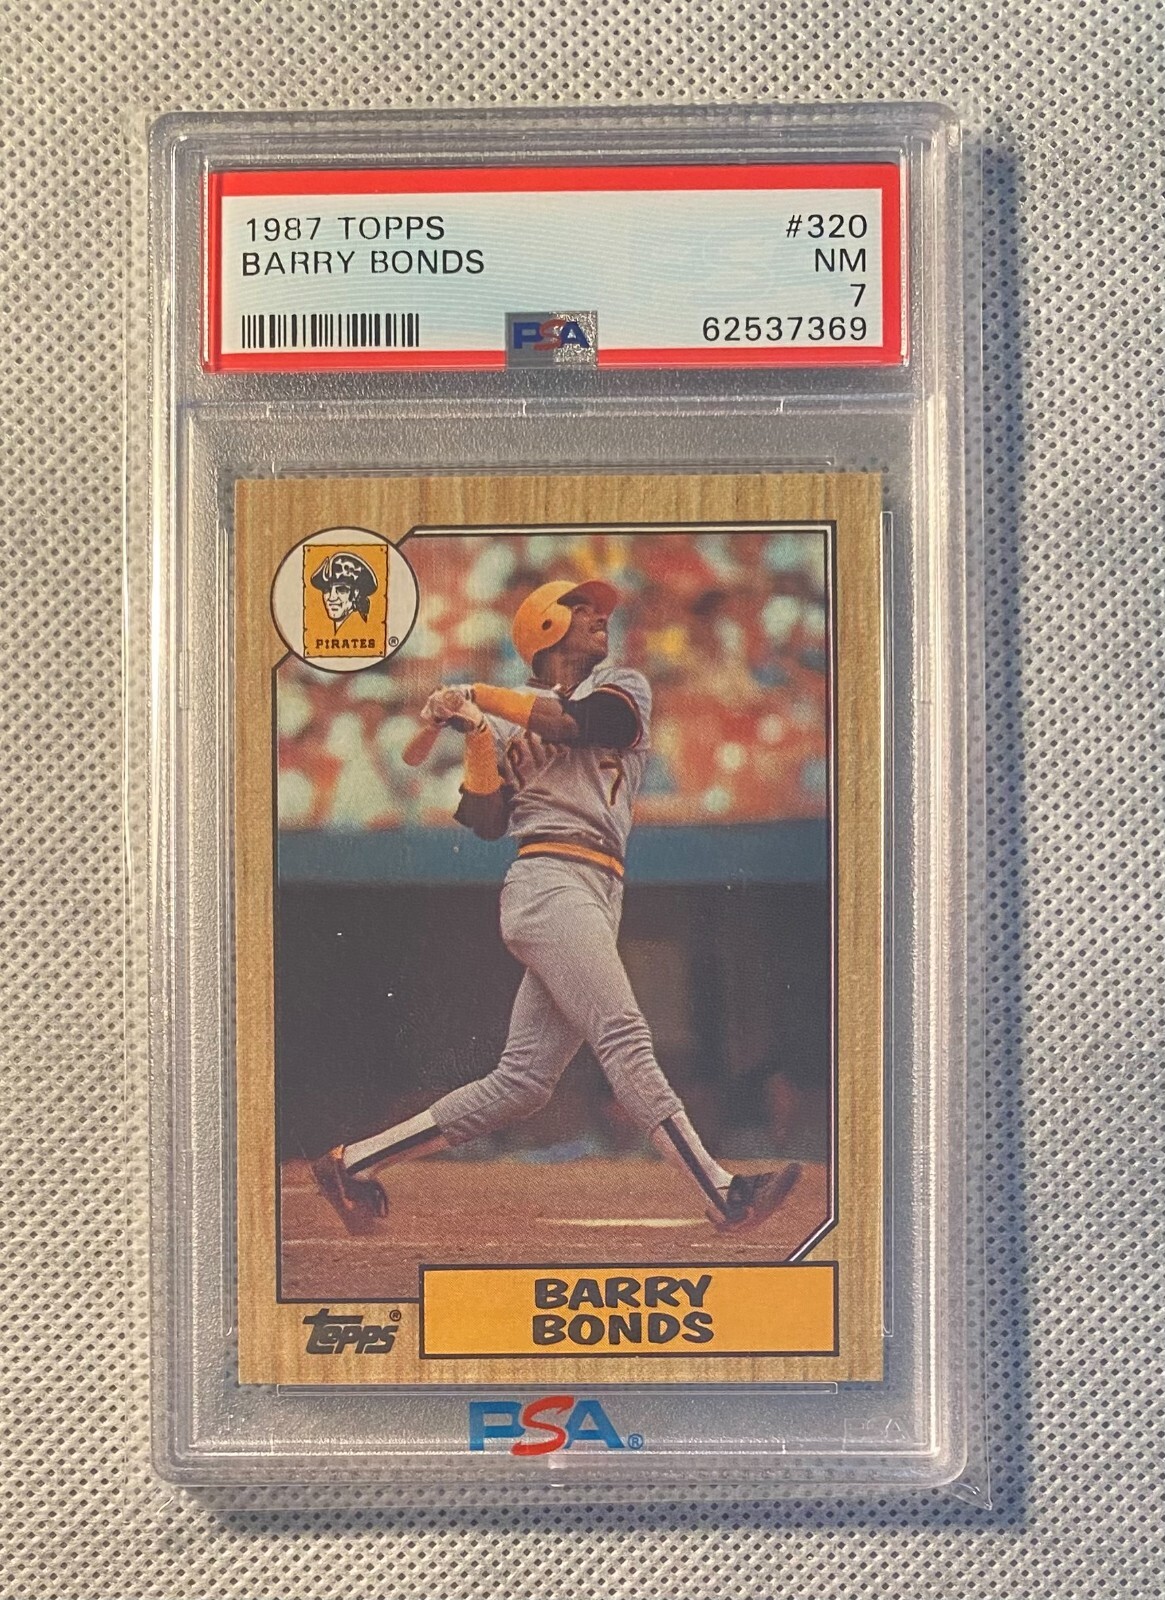 1987 TOPPS #320
BARRY BONDS NM
7
62537369
PSA
PIRATES ®
7
Topps ®
BARRY
BONDS
PSA ®